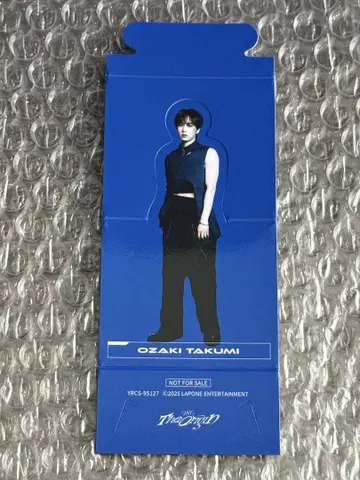 OZAKI TAKUMI
NOT FOR SALE
YRCS-95127 ©2025 LAPONE ENTERTAINMENT